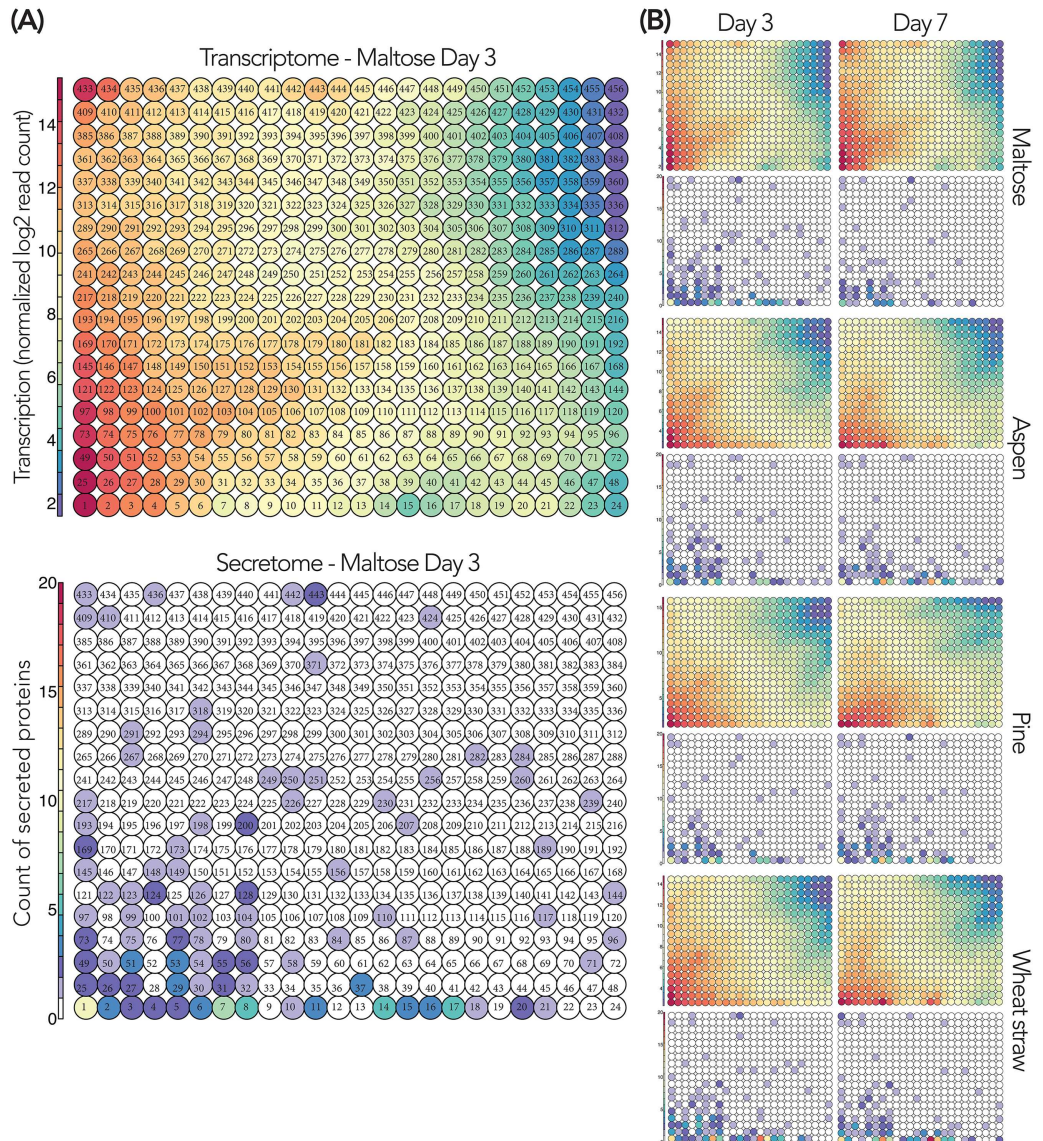 (A)
Transcriptome - Maltose Day 3
Transcription (normalized log2 read count)
14
12
10
8
6
4
2
433 434 435 436 437 438 439 440 441 442 443 444 445 446 447 448 449 450 451 452 453 454 455 456
409 410 411 412 413 414 415 416 417 418 419 420 421 422 423 424 425 426 427 428 429 430 431 432
385 386 387 388 389 390 391 392 393 394 395 396 397 398 399 400 401 402 403 404 405 406 407 408
361 362 363 364 365 366 367 368 369 370 371 372 373 374 375 376 377 378 379 380 381 382 383 384
337 338 339 340 341 342 343 344 345 346 347 348 349 350 351 352 353 354 355 356 357 358 359 360
313 314 315 316 317 318 319 320 321 322 323 324 325 326 327 328 329 330 331 332 333 334 335 336
289 290 291 292 293 294 295 296 297 298 299 300 301 302 303 304 305 306 307 308 309 310 311 312
265 266 267 268 269 270 271 272 273 274 275 276 277 278 279 280 281 282 283 284 285 286 287 288
241 242 243 244 245 246 247 248 249 250 251 252 253 254 255 256 257 258 259 260 261 262 263 264
217 218 219 220 221 222 223 224 225 226 227 228 229 230 231 232 233 234 235 236 237 238 239 240
193 194 195 196 197 198 199 200 201 202 203 204 205 206 207 208 209 210 211 212 213 214 215 216
169 170 171 172 173 174 175 176 177 178 179 180 181 182 183 184 185 186 187 188 189 190 191 192
145 146 147 148 149 150 151 152 153 154 155 156 157 158 159 160 161 162 163 164 165 166 167 168
121 122 123 124 125 126 127 128 129 130 131 132 133 134 135 136 137 138 139 140 141 142 143 144
97 98 99 100 101 102 103 104 105 106 107 108 109 110 111 112 113 114 115 116 117 118 119 120
73 74 75 76 77 78 79 80 81 82 83 84 85 86 87 88 89 90 91 92 93 94 95 96
49 50 51 52 53 54 55 56 57 58 59 60 61 62 63 64 65 66 67 68 69 70 71 72
25 26 27 28 29 30 31 32 33 34 35 36 37 38 39 40 41 42 43 44 45 46 47 48
1 2 3 4 5 6 7 8 9 10 11 12 13 14 15 16 17 18 19 20 21 22 23 24
Secretome - Maltose Day 3
Count of secreted proteins
20
15
10
5
0
433 434 435 436 437 438 439 440 441 442 443 444 445 446 447 448 449 450 451 452 453 454 455 456
409 410 411 412 413 414 415 416 417 418 419 420 421 422 423 424 425 426 427 428 429 430 431 432
385 386 387 388 389 390 391 392 393 394 395 396 397 398 399 400 401 402 403 404 405 406 407 408
361 362 363 364 365 366 367 368 369 370 371 372 373 374 375 376 377 378 379 380 381 382 383 384
337 338 339 340 341 342 343 344 345 346 347 348 349 350 351 352 353 354 355 356 357 358 359 360
313 314 315 316 317 318 319 320 321 322 323 324 325 326 327 328 329 330 331 332 333 334 335 336
289 290 291 292 293 294 295 296 297 298 299 300 301 302 303 304 305 306 307 308 309 310 311 312
265 266 267 268 269 270 271 272 273 274 275 276 277 278 279 280 281 282 283 284 285 286 287 288
241 242 243 244 245 246 247 248 249 250 251 252 253 254 255 256 257 258 259 260 261 262 263 264
217 218 219 220 221 222 223 224 225 226 227 228 229 230 231 232 233 234 235 236 237 238 239 240
193 194 195 196 197 198 199 200 201 202 203 204 205 206 207 208 209 210 211 212 213 214 215 216
169 170 171 172 173 174 175 176 177 178 179 180 181 182 183 184 185 186 187 188 189 190 191 192
145 146 147 148 149 150 151 152 153 154 155 156 157 158 159 160 161 162 163 164 165 166 167 168
121 122 123 124 125 126 127 128 129 130 131 132 133 134 135 136 137 138 139 140 141 142 143 144
97 98 99 100 101 102 103 104 105 106 107 108 109 110 111 112 113 114 115 116 117 118 119 120
73 74 75 76 77 78 79 80 81 82 83 84 85 86 87 88 89 90 91 92 93 94 95 96
49 50 51 52 53 54 55 56 57 58 59 60 61 62 63 64 65 66 67 68 69 70 71 72
25 26 27 28 29 30 31 32 33 34 35 36 37 38 39 40 41 42 43 44 45 46 47 48
1 2 3 4 5 6 7 8 9 10 11 12 13 14 15 16 17 18 19 20 21 22 23 24
(B)
Day 3
Day 7
Maltose
Aspen
Pine
Wheat straw